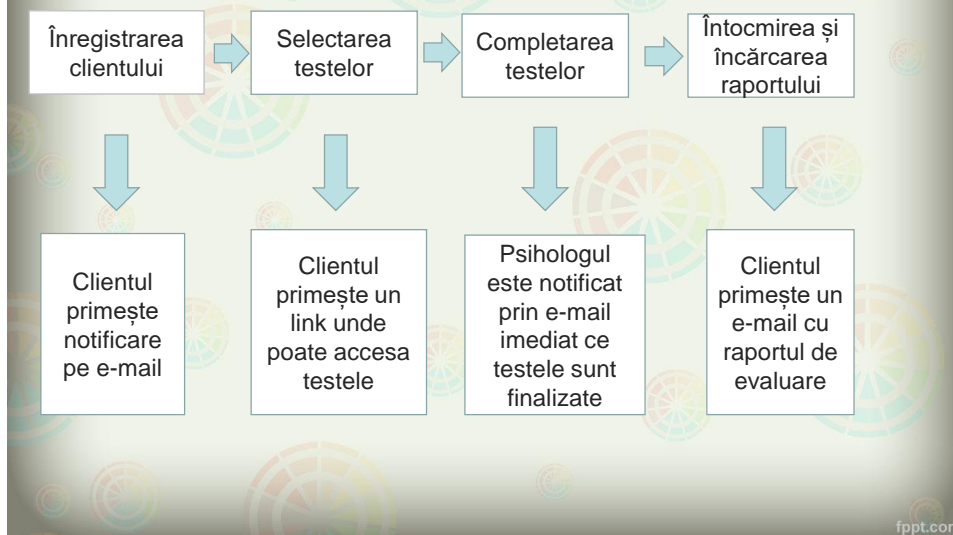 Înregistrarea
clientului
Selectarea
testelor
Completarea
testelor
Întocmirea și
încărcarea
raportului
Clientul
primește
notificare
pe e-mail
Clientul
primește un
link unde
poate accesa
testele
Psihologul
este notificat
prin e-mail
imediat ce
testele sunt
finalizate
Clientul
primește un
e-mail cu
raportul de
evaluare
fppt.com